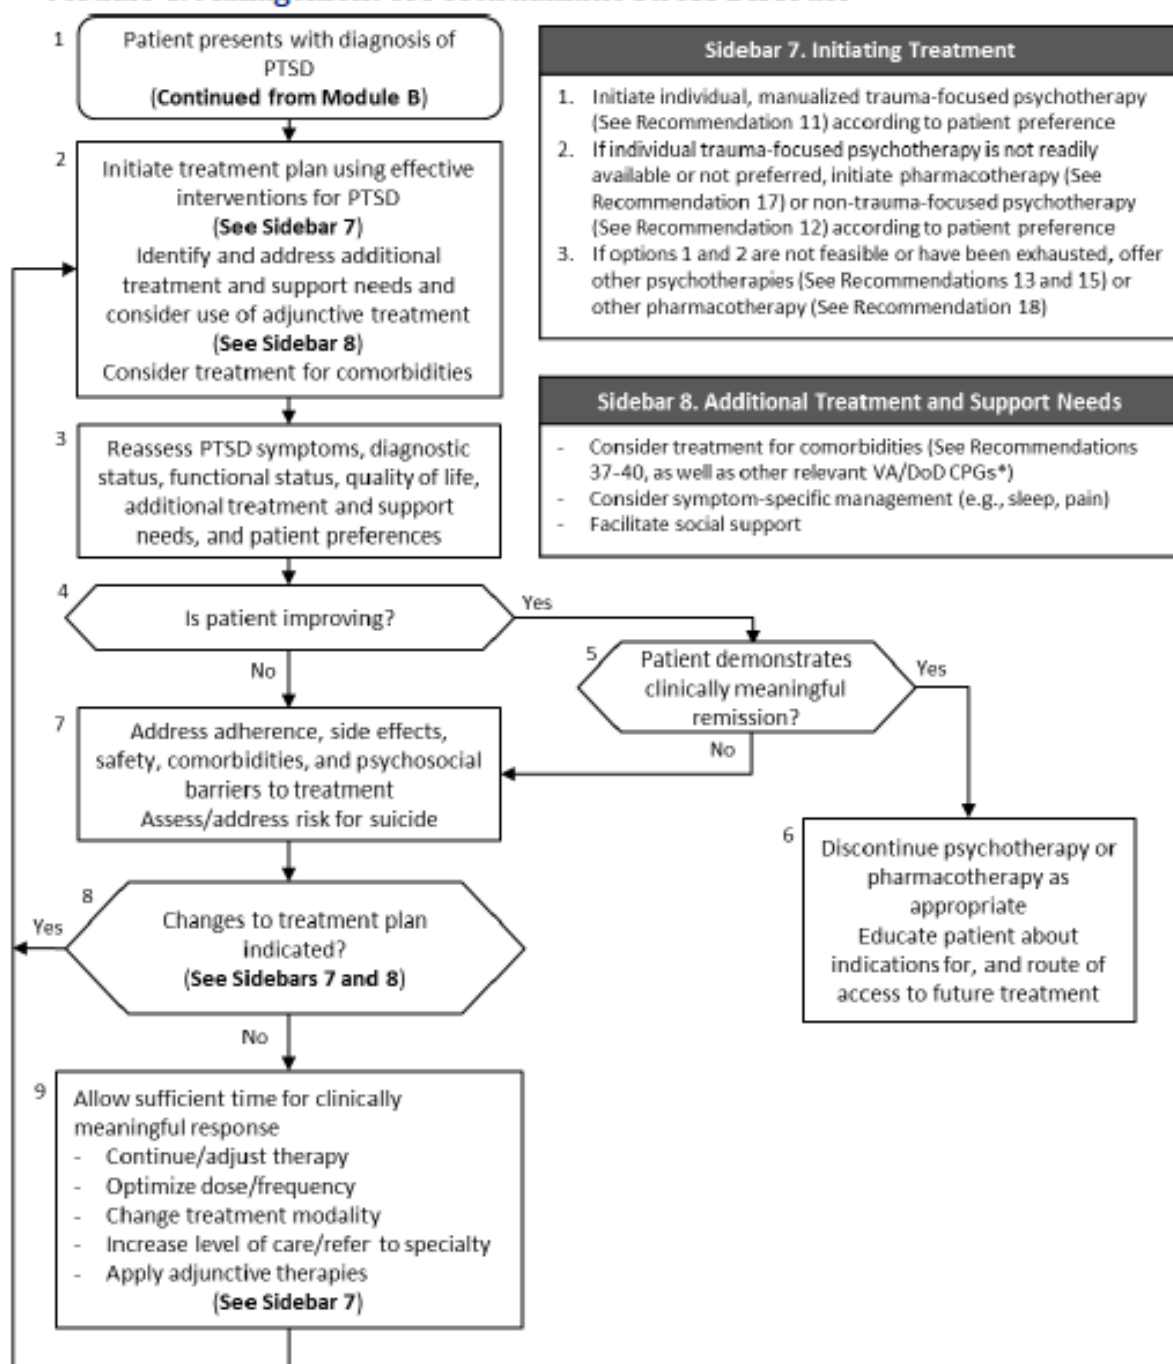 1
Patient presents with diagnosis of
PTSD
(Continued from Module B)
2
Initiate treatment plan using effective
interventions for PTSD
(See Sidebar 7)
Identify and address additional
treatment and support needs and
consider use of adjunctive treatment
(See Sidebar 8)
Consider treatment for comorbidities
3
Reassess PTSD symptoms, diagnostic
status, functional status, quality of life,
additional treatment and support
needs, and patient preferences
4
Is patient improving?
Yes
No
5
Patient demonstrates
clinically meaningful
remission?
Yes
No
6
Discontinue psychotherapy or
pharmacotherapy as
appropriate
Educate patient about
indications for, and route of
access to future treatment
7
Address adherence, side effects,
safety, comorbidities, and psychosocial
barriers to treatment
Assess/address risk for suicide
8
Changes to treatment plan
indicated?
(See Sidebars 7 and 8)
Yes
No
9
Allow sufficient time for clinically
meaningful response
- Continue/adjust therapy
- Optimize dose/frequency
- Change treatment modality
- Increase level of care/refer to specialty
- Apply adjunctive therapies
(See Sidebar 7)
Sidebar 7. Initiating Treatment
1. Initiate individual, manualized trauma-focused psychotherapy
(See Recommendation 11) according to patient preference
2. If individual trauma-focused psychotherapy is not readily
available or not preferred, initiate pharmacotherapy (See
Recommendation 17) or non-trauma-focused psychotherapy
(See Recommendation 12) according to patient preference
3. If options 1 and 2 are not feasible or have been exhausted, offer
other psychotherapies (See Recommendations 13 and 15) or
other pharmacotherapy (See Recommendation 18)
Sidebar 8. Additional Treatment and Support Needs
- Consider treatment for comorbidities (See Recommendations
37-40, as well as other relevant VA/DoD CPGs*)
- Consider symptom-specific management (e.g., sleep, pain)
- Facilitate social support